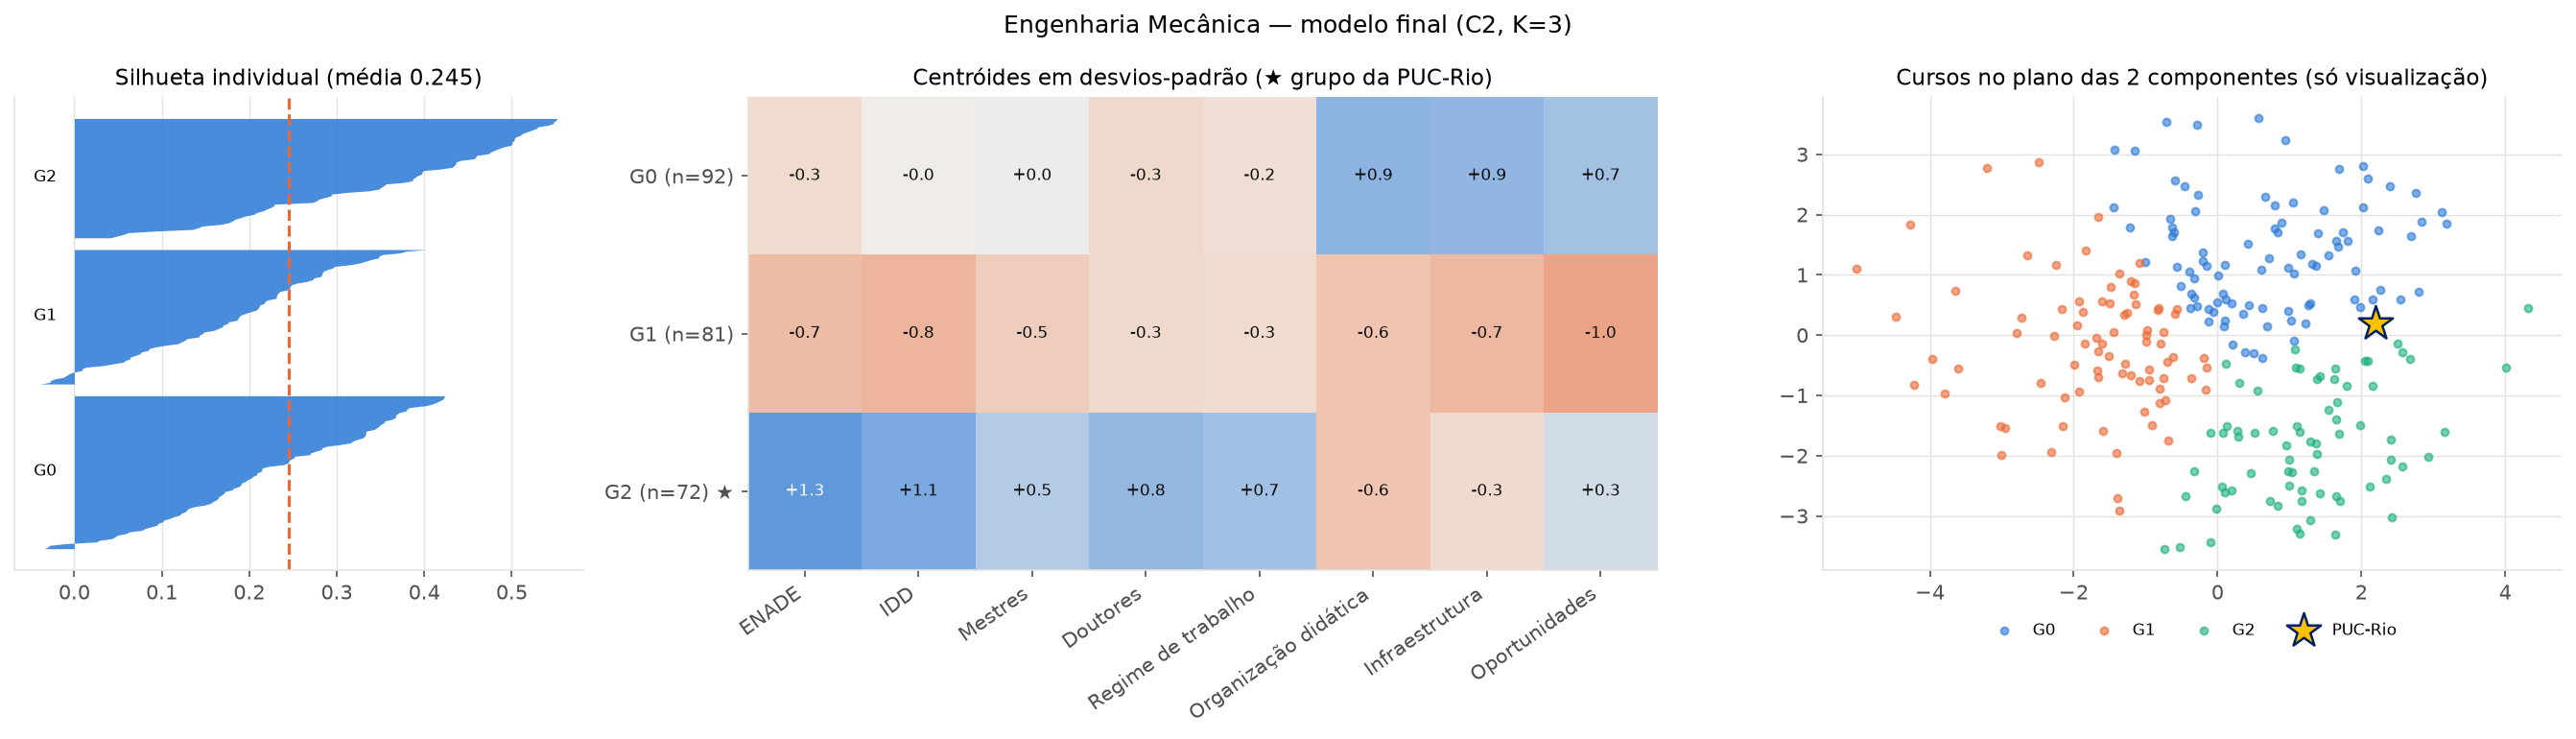 Engenharia Mecânica — modelo final (C2, K=3)
Silhueta individual (média 0.245)
G2
G1
G0
0.0 0.1 0.2 0.3 0.4 0.5
Centróides em desvios-padrão (★ grupo da PUC-Rio)
G0 (n=92) -0.3 -0.0 +0.0 -0.3 -0.2 +0.9 +0.9 +0.7
G1 (n=81) -0.7 -0.8 -0.5 -0.3 -0.3 -0.6 -0.7 -1.0
G2 (n=72) ★ +1.3 +1.1 +0.5 +0.8 +0.7 -0.6 -0.3 +0.3
ENADE
IDD
Mestres
Doutores
Regime de trabalho
Organização didática
Infraestrutura
Oportunidades
Cursos no plano das 2 componentes (só visualização)
3
2
1
0
−1
−2
−3
−4 −2 0 2 4
G0 G1 G2 PUC-Rio